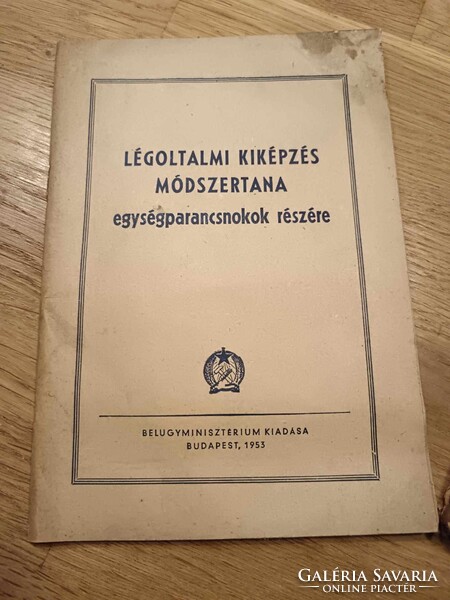 LÉGOLTALMI KIKÉPZÉS
MÓDSZERTANA
egységparancsnokok részére
BELÜGYMINISZTÉRIUM KIADÁSA
BUDAPEST, 1953
GALÉRIA SAVARIA
ONLINE PIACTÉR